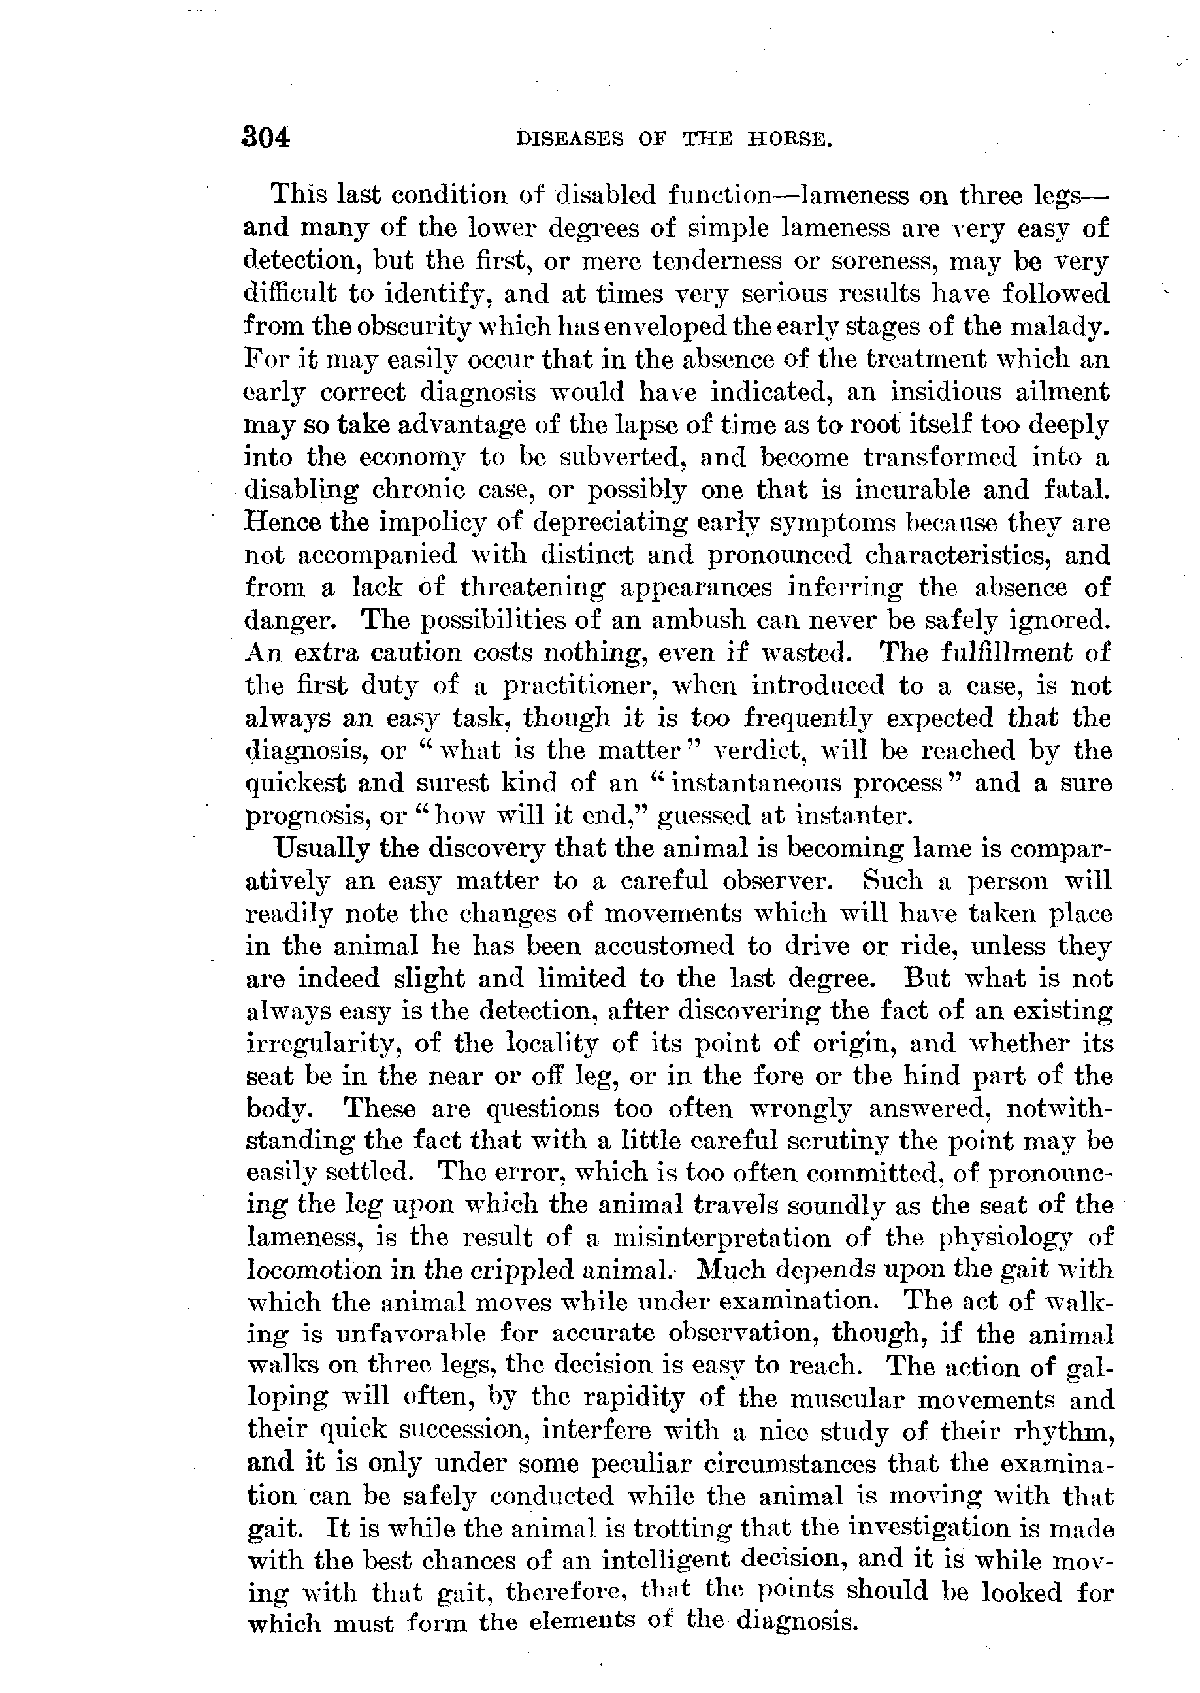 304 DISEASES OF THE HORSE.
This last condition of disabled function—lameness on three legs—
and many of the lower degrees of simple lameness are very easy of
detection, but the first, or mere tenderness or soreness, may be very
difficult to identify, and at times very serious results have followed
from the obscurity which has enveloped the early stages of the malady.
For it may easily occur that in the absence of the treatment which an
early correct diagnosis would have indicated, an insidious ailment
may so take advantage of the lapse of time as to root itself too deeply
into the economy to be subverted, and become transformed into a
disabling chronic case, or possibly one that is incurable and fatal.
Hence the impolicy of depreciating early symptoms because they are
not accompanied with distinct and pronounced characteristics, and
from a lack of threatening appearances inferring the absence of
danger. The possibilities of an ambush can never be safely ignored.
An extra caution costs nothing, even if wasted. The fulfillment of
the first duty of a practitioner, when introduced to a case, is not
always an easy task, though it is too frequently expected that the
diagnosis, or "what is the matter" verdict, will be reached by the
quickest and surest kind of an "instantaneous process" and a sure
prognosis, or "how will it end," guessed at instanter.
Usually the discovery that the animal is becoming lame is compar-
atively an easy matter to a careful observer. Such a person will
readily note the changes of movements which will have taken place
in the animal he has been accustomed to drive or ride, unless they
are indeed slight and limited to the last degree. But what is not
always easy is the detection, after discovering the fact of an existing
irregularity, of the locality of its point of origin, and whether its
seat be in the near or off leg, or in the fore or the hind part of the
body. These are questions too often wrongly answered, notwith-
standing the fact that with a little careful scrutiny the point may be
easily settled. The error, which is too often committed, of pronounc-
ing the leg upon which the animal travels soundly as the seat of the
lameness, is the result of a misinterpretation of the physiology of
locomotion in the crippled animal. Much depends upon the gait with
which the animal moves while under examination. The act of walk-
ing is unfavorable for accurate observation, though, if the animal
walks on three legs, the decision is easy to reach. The action of gal-
loping will often, by the rapidity of the muscular movements and
their quick succession, interfere with a nice study of their rhythm,
and it is only under some peculiar circumstances that the examina-
tion can be safely conducted while the animal is moving with that
gait. It is while the animal is trotting that the investigation is made
with the best chances of an intelligent decision, and it is while mov-
ing with that gait, therefore, that the points should be looked for
which must form the elements of the diagnosis.